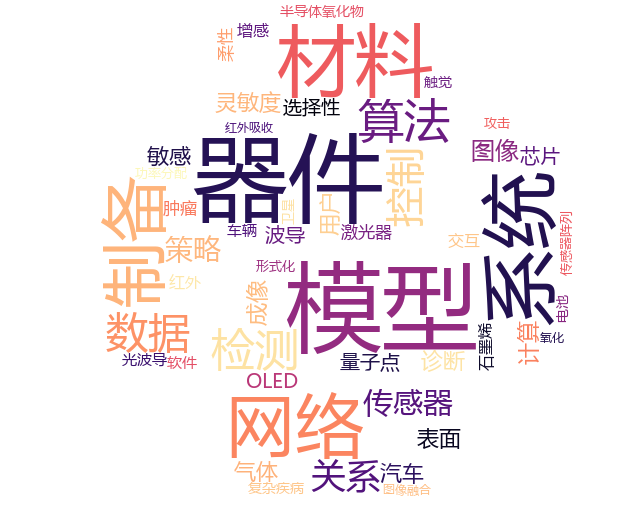 半导体氧化物
增感
柔性
材料
触觉
灵敏度
选择性
算法
红外吸收
攻击
器件
图像
芯片
敏感
功率分配
控制
系统
制备
肿瘤
卫星
用户
车辆
波导
激光器
策略
交互
传感器阵列
形式化
模型
红外
成像
电池
数据
检测
量子点
诊断
石墨烯
计算
氧化
光波导
软件
OLED
网络
传感器
表面
气体
关系
汽车
复杂疾病
图像融合